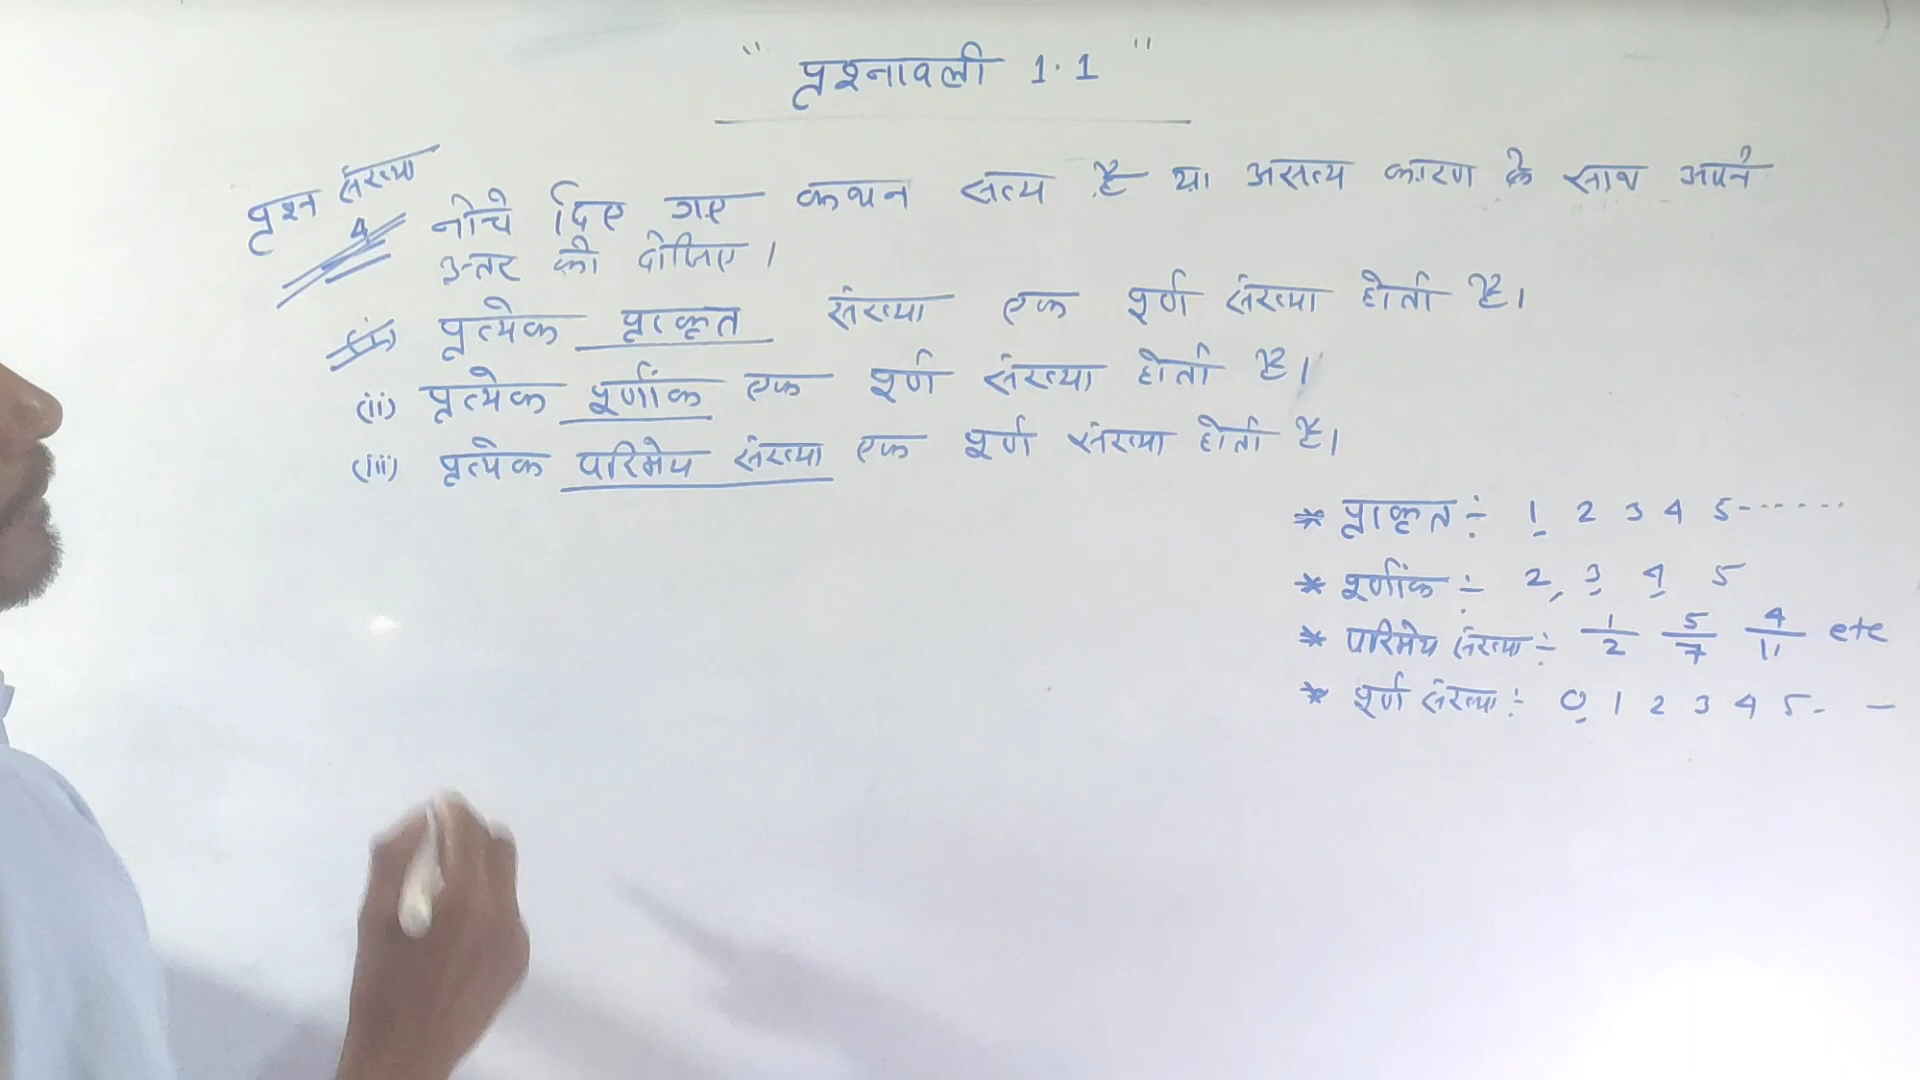 " प्रश्नावली 1.1 "
प्रश्न संख्या
4 नीचे दिए गए कथन सत्य है या असत्य कारण के साथ अपने
उत्तर को दीजिए।
(i) प्रत्येक प्राकृत संख्या एक पूर्ण संख्या होती है।
(ii) प्रत्येक पूर्णांक एक पूर्ण संख्या होती है।
(iii) प्रत्येक परिमेय संख्या एक पूर्ण संख्या होती है।
* प्राकृत ÷ 1 2 3 4 5-------
* पूर्णांक ÷ 2, 3, 4, 5
* परिमेय संख्या ÷ 1/2 5/7 4/11 etc
* पूर्ण संख्या ÷ 0, 1 2 3 4 5- -